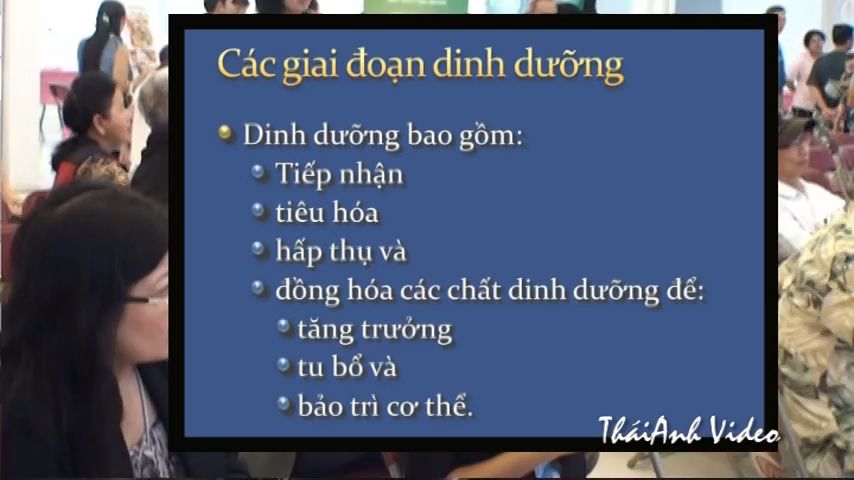 Các giai đoạn dinh dưỡng
Dinh dưỡng bao gồm:
Tiếp nhận
tiêu hóa
hấp thụ và
đồng hóa các chất dinh dưỡng để:
tăng trưởng
tu bổ và
bảo trì cơ thể.
TháiAnh Video